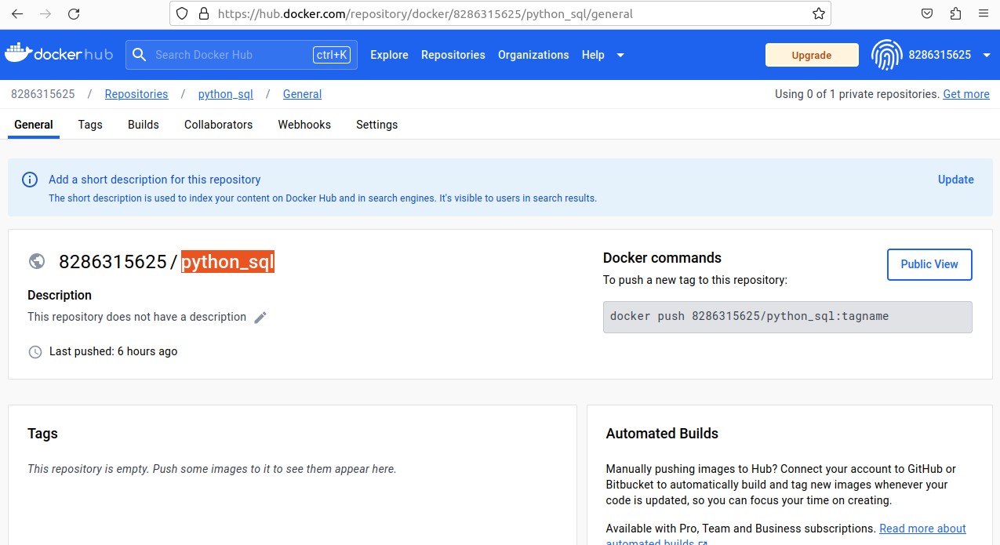 https://hub.docker.com/repository/docker/8286315625/python_sql/general
dockerhub Search Docker Hub ctrl+K Explore Repositories Organizations Help Upgrade 8286315625
8286315625 / Repositories / python_sql / General Using 0 of 1 private repositories. Get more
General Tags Builds Collaborators Webhooks Settings
Add a short description for this repository Update
The short description is used to index your content on Docker Hub and in search engines. It's visible to users in search results.
8286315625 / python_sql
Description
This repository does not have a description
Last pushed: 6 hours ago
Docker commands
Public View
To push a new tag to this repository:
docker push 8286315625/python_sql:tagname
Tags
This repository is empty. Push some images to it to see them appear here.
Automated Builds
Manually pushing images to Hub? Connect your account to GitHub or
Bitbucket to automatically build and tag new images whenever your
code is updated, so you can focus your time on creating.
Available with Pro, Team and Business subscriptions. Read more about
automated builds